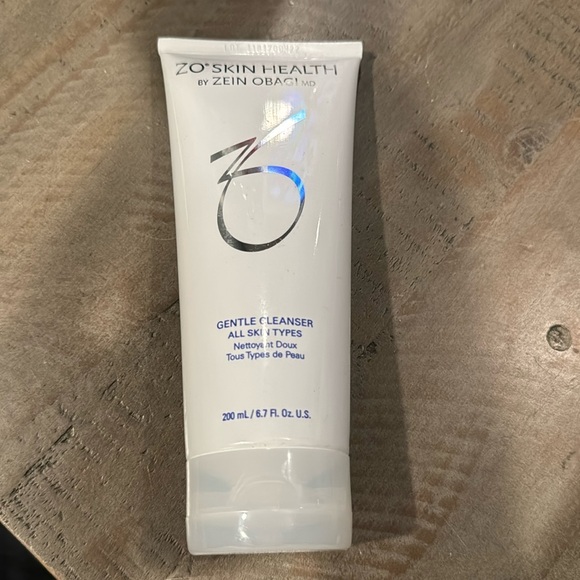 ZO® SKIN HEALTH
BY ZEIN OBAGI MD
ZO
GENTLE CLEANSER
ALL SKIN TYPES
Nettoyant Doux
Tous Types de Peau
200 mL / 6.7 Fl. Oz. U.S.